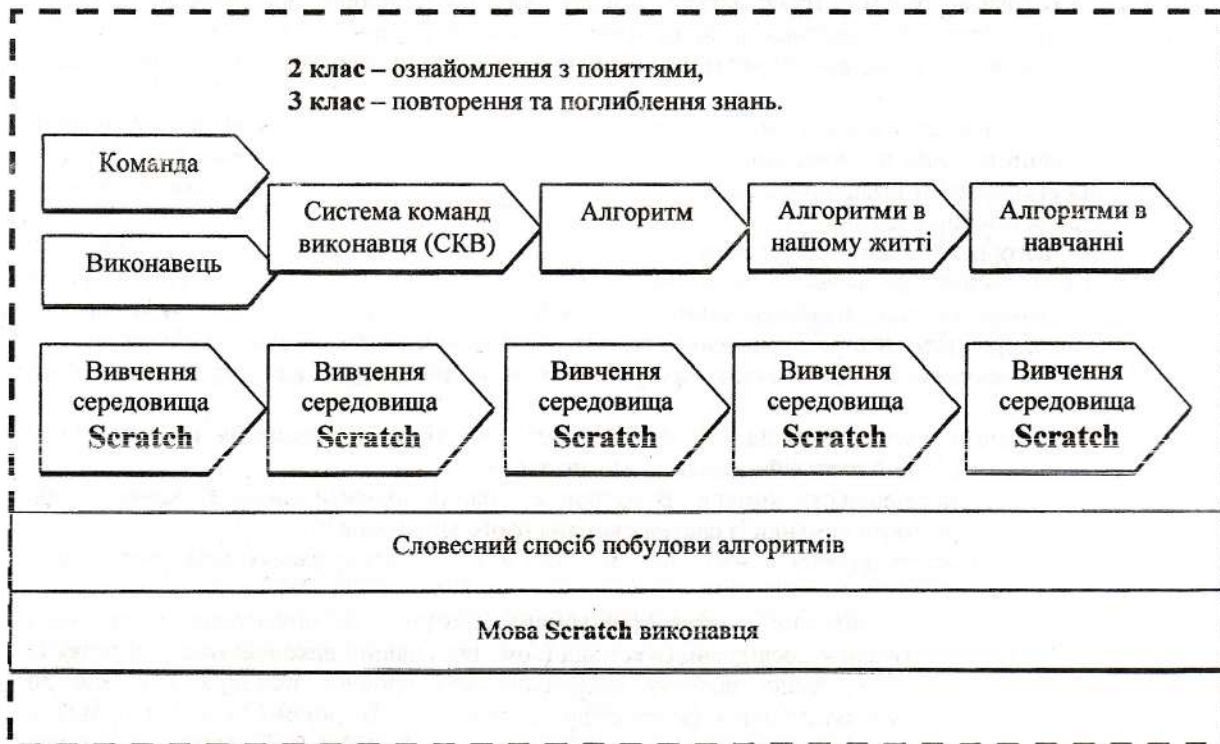 2 клас – ознайомлення з поняттями,
3 клас – повторення та поглиблення знань.
Команда
Виконавець
Система команд
виконавця (СКВ)
Алгоритм
Алгоритми в
нашому житті
Алгоритми в
навчанні
Вивчення
середовища
Scratch
Вивчення
середовища
Scratch
Вивчення
середовища
Scratch
Вивчення
середовища
Scratch
Вивчення
середовища
Scratch
Словесний спосіб побудови алгоритмів
Мова Scratch виконавця